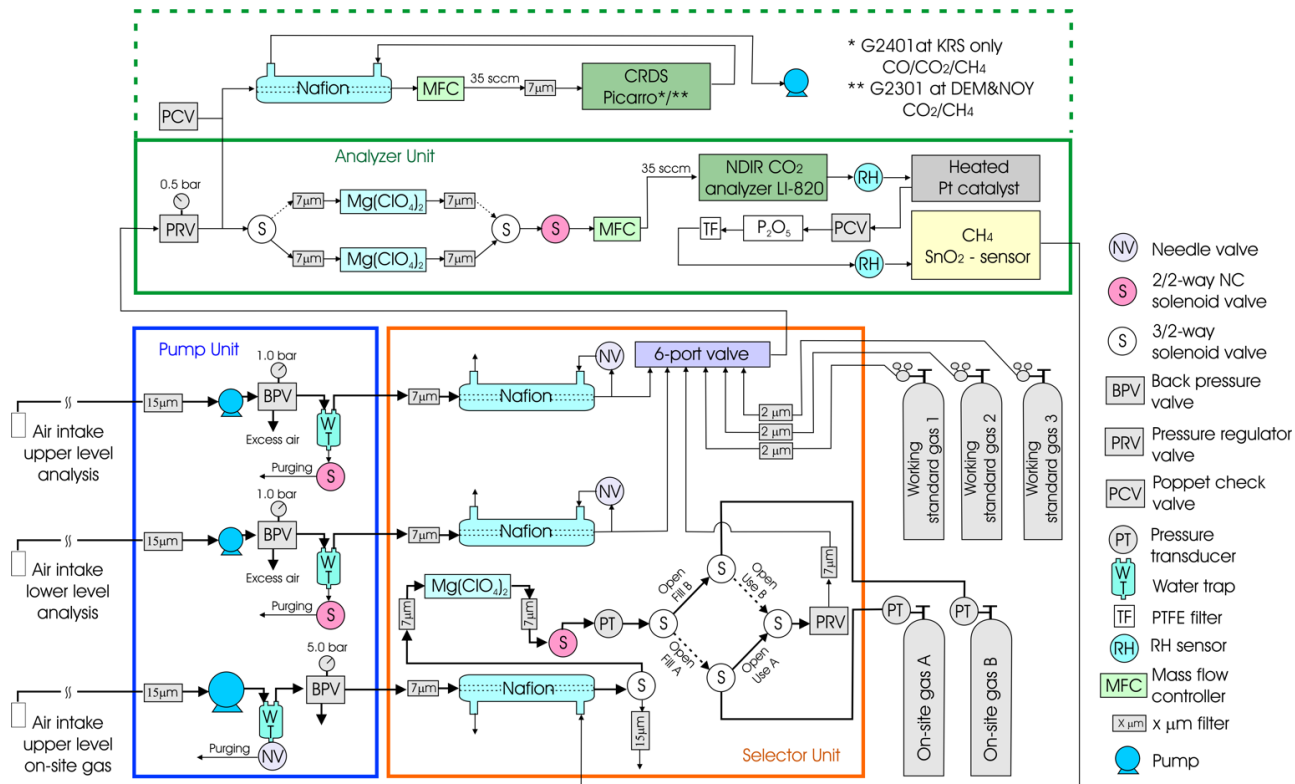 * G2401at KRS only
CO/CO₂/CH₄
** G2301 at DEM&NOY
CO₂/CH₄
Nafion
MFC
35 sccm
7μm
CRDS
Picarro*/**
PCV
Analyzer Unit
0.5 bar
PRV
S
7μm
Mg(ClO₄)₂
7μm
7μm
Mg(ClO₄)₂
7μm
S
S
MFC
35 sccm
NDIR CO₂
analyzer LI-820
RH
Heated
Pt catalyst
TF
P₂O₅
PCV
RH
CH₄
SnO₂ - sensor
Pump Unit
1.0 bar
15μm
BPV
Excess air
W
T
Purging
S
Air intake
upper level
analysis
1.0 bar
15μm
BPV
Excess air
W
T
Purging
S
Air intake
lower level
analysis
5.0 bar
15μm
W
T
BPV
Purging
NV
Air intake
upper level
on-site gas
Selector Unit
7μm
Nafion
NV
6-port valve
2 μm
2 μm
2 μm
7μm
Nafion
NV
7μm
Mg(ClO₄)₂
7μm
S
PT
S
Open
Fill B
S
Open
Use B
Open
Fill A
S
Open
Use A
S
PRV
7μm
7μm
Nafion
S
15μm
Working
standard gas 1
Working
standard gas 2
Working
standard gas 3
PT
On-site gas A
PT
On-site gas B
NV
Needle valve
S
2/2-way NC
solenoid valve
S
3/2-way
solenoid valve
BPV
Back pressure
valve
PRV
Pressure regulator
valve
PCV
Poppet check
valve
PT
Pressure
transducer
W
T
Water trap
TF
PTFE filter
RH
RH sensor
MFC
Mass flow
controller
X μm
x μm filter
Pump